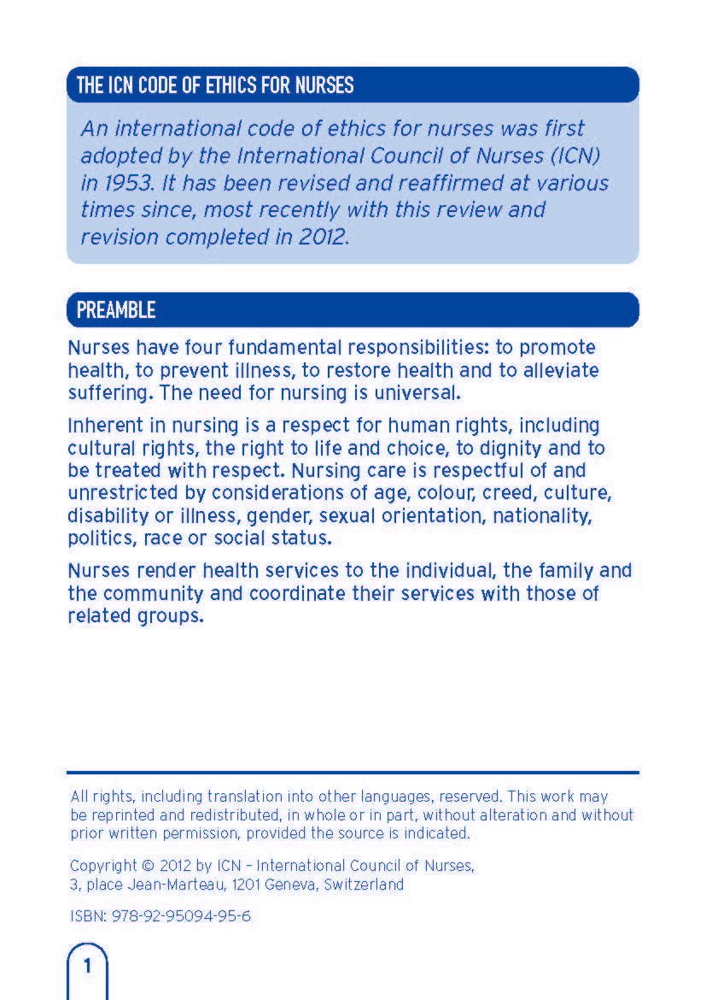 THE ICN CODE OF ETHICS FOR NURSES
An international code of ethics for nurses was first
adopted by the International Council of Nurses (ICN)
in 1953. It has been revised and reaffirmed at various
times since, most recently with this review and
revision completed in 2012.
PREAMBLE
Nurses have four fundamental responsibilities: to promote
health, to prevent illness, to restore health and to alleviate
suffering. The need for nursing is universal.
Inherent in nursing is a respect for human rights, including
cultural rights, the right to life and choice, to dignity and to
be treated with respect. Nursing care is respectful of and
unrestricted by considerations of age, colour, creed, culture,
disability or illness, gender, sexual orientation, nationality,
politics, race or social status.
Nurses render health services to the individual, the family and
the community and coordinate their services with those of
related groups.
All rights, including translation into other languages, reserved. This work may
be reprinted and redistributed, in whole or in part, without alteration and without
prior written permission, provided the source is indicated.
Copyright © 2012 by ICN – International Council of Nurses,
3, place Jean-Marteau, 1201 Geneva, Switzerland
ISBN: 978-92-95094-95-6
1